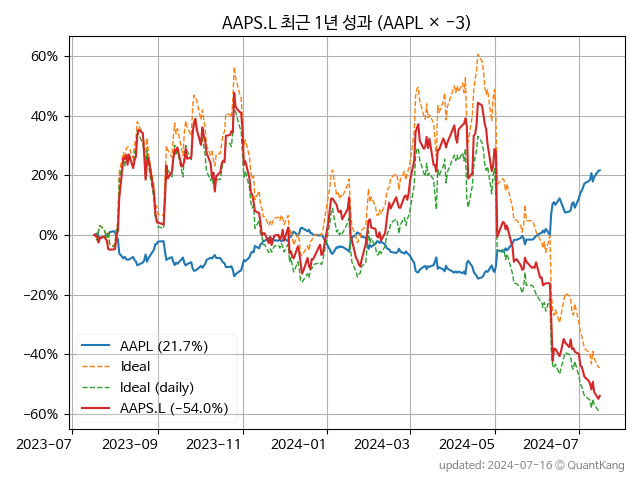 AAPS.L 최근 1년 성과 (AAPL × −3)
60%
40%
20%
0%
−20%
−40%
−60%
AAPL (21.7%)
Ideal
Ideal (daily)
AAPS.L (−54.0%)
2023-07 2023-09 2023-11 2024-01 2024-03 2024-05 2024-07
updated: 2024-07-16 © QuantKang